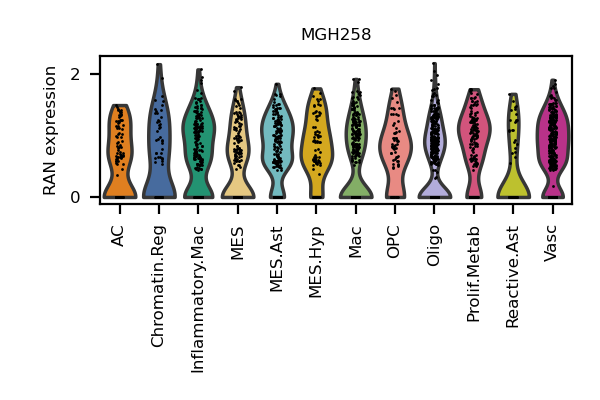 MGH258
RAN expression
2
0
AC
Chromatin.Reg
Inflammatory.Mac
MES
MES.Ast
MES.Hyp
Mac
OPC
Oligo
Prolif.Metab
Reactive.Ast
Vasc